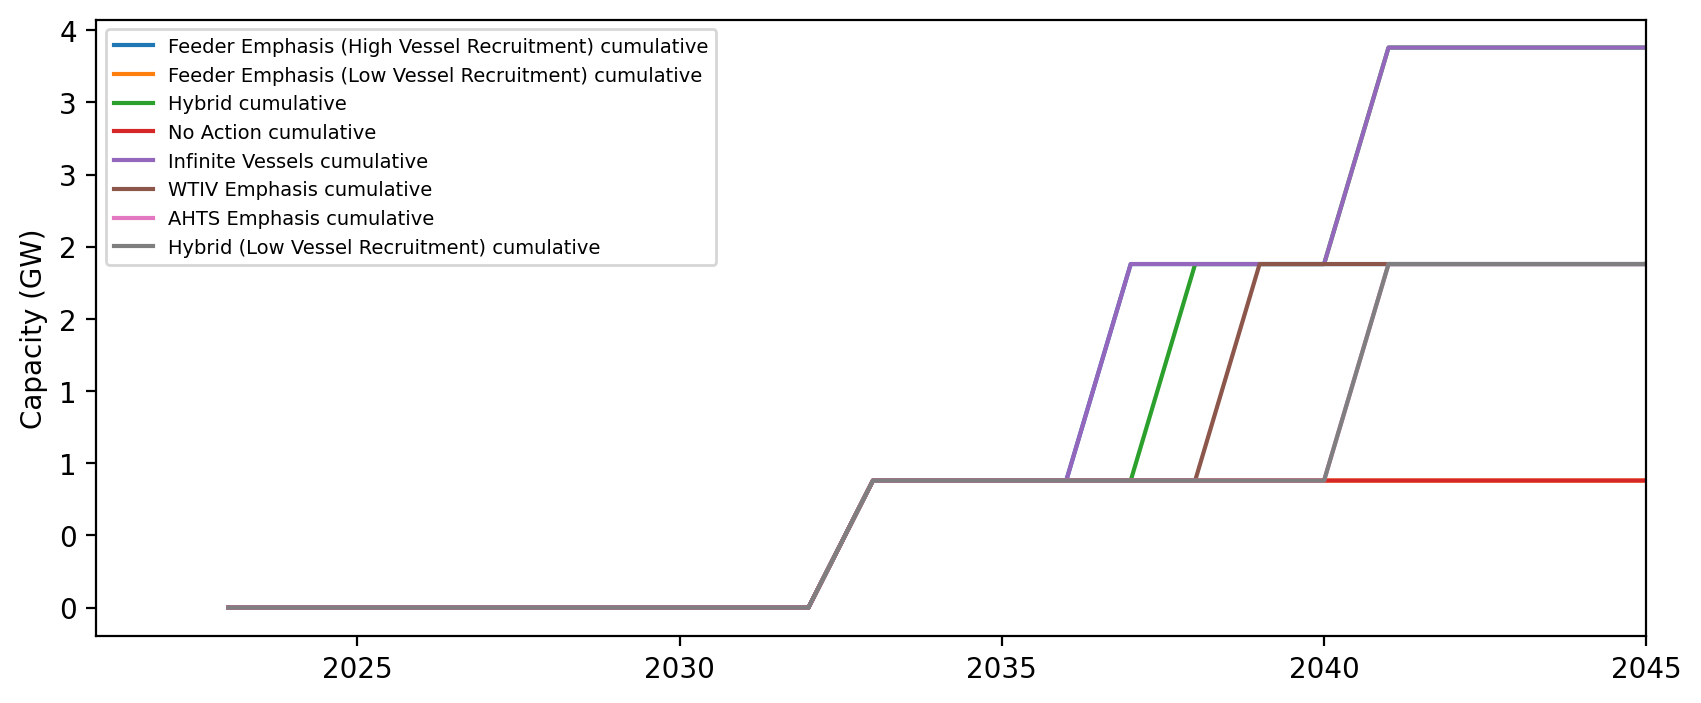 4
3
3
2
2
1
1
0
0
Capacity (GW)
Feeder Emphasis (High Vessel Recruitment) cumulative
Feeder Emphasis (Low Vessel Recruitment) cumulative
Hybrid cumulative
No Action cumulative
Infinite Vessels cumulative
WTIV Emphasis cumulative
AHTS Emphasis cumulative
Hybrid (Low Vessel Recruitment) cumulative
2025 2030 2035 2040 2045